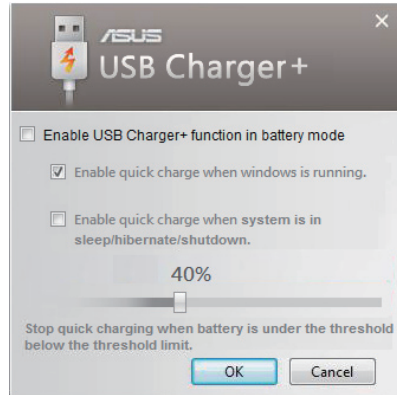 ASUS
USB Charger+
Enable USB Charger+ function in battery mode
Enable quick charge when windows is running.
Enable quick charge when system is in
sleep/hibernate/shutdown.
40%
Stop quick charging when battery is under the threshold
below the threshold limit.
OK Cancel